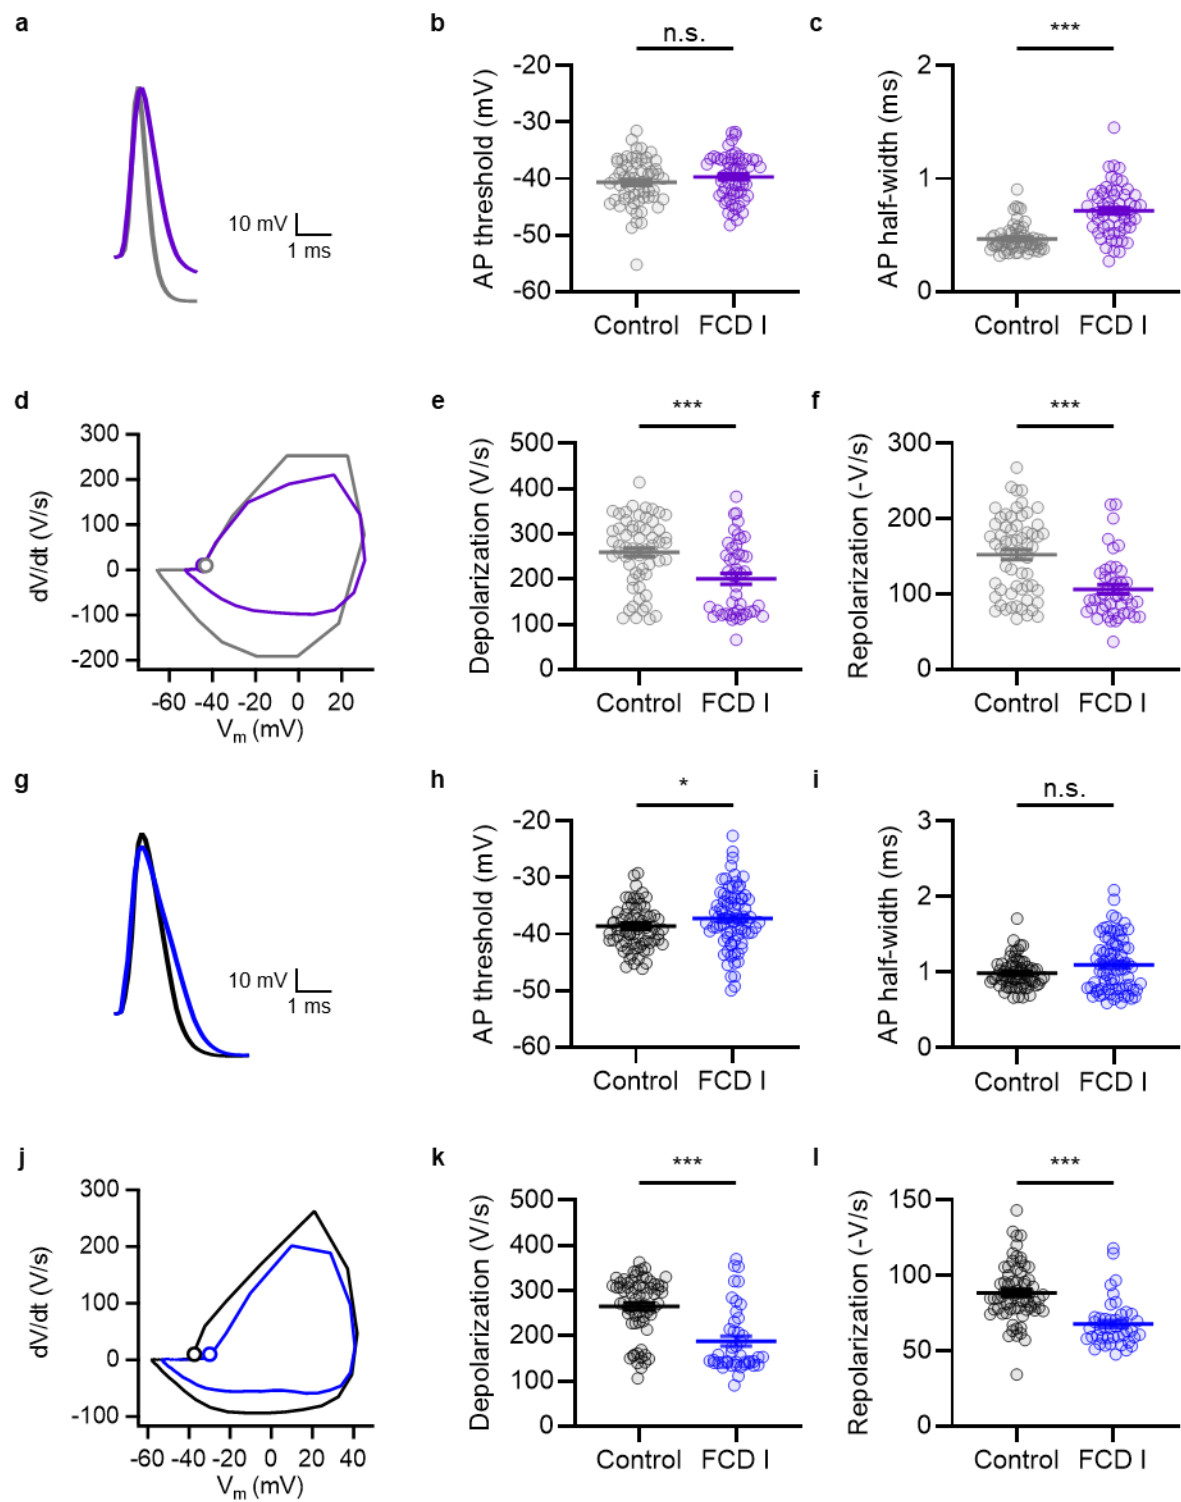 a
10 mV
1 ms
b
n.s.
AP threshold (mV)
-20
-30
-40
-50
-60
Control FCD I
c
***
AP half-width (ms)
2
1
0
Control FCD I
d
dV/dt (V/s)
300
200
100
0
-100
-200
-60 -40 -20 0 20
Vm (mV)
e
***
Depolarization (V/s)
500
400
300
200
100
0
Control FCD I
f
***
Repolarization (-V/s)
300
200
100
0
Control FCD I
g
10 mV
1 ms
h
*
AP threshold (mV)
-20
-30
-40
-50
-60
Control FCD I
i
n.s.
AP half-width (ms)
3
2
1
0
Control FCD I
j
dV/dt (V/s)
300
200
100
0
-100
-60 -40 -20 0 20 40
Vm (mV)
k
***
Depolarization (V/s)
500
400
300
200
100
0
Control FCD I
l
***
Repolarization (-V/s)
150
100
50
0
Control FCD I